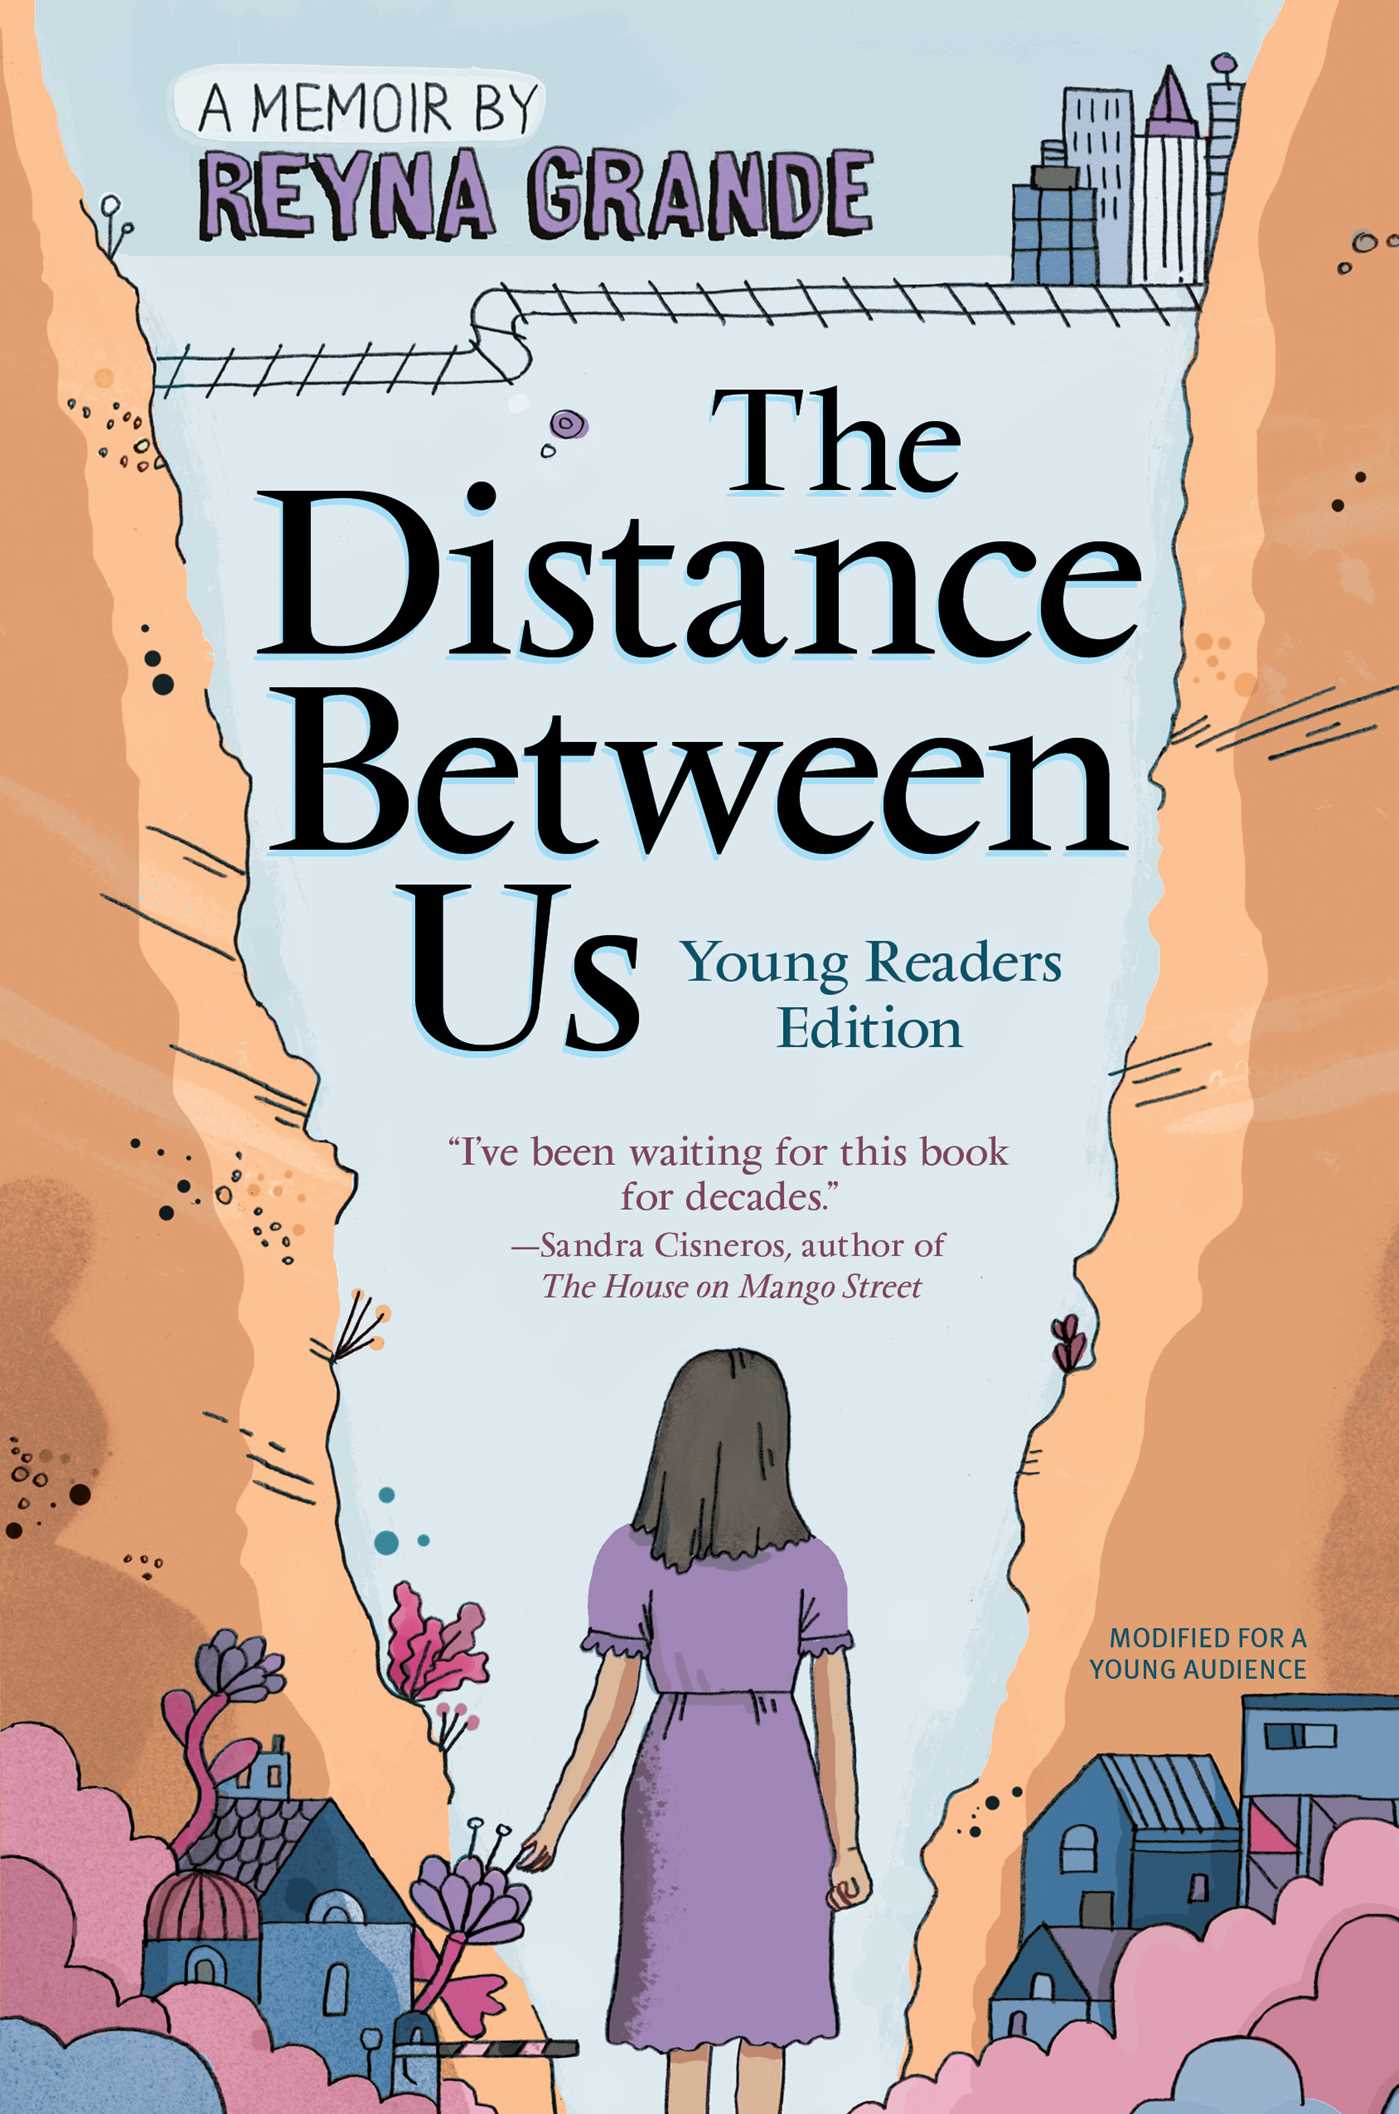 A MEMOIR BY
REYNA GRANDE
The
Distance
Between
Us
Young Readers
Edition
“I’ve been waiting for this book
for decades.”
—Sandra Cisneros, author of
The House on Mango Street
MODIFIED FOR A
YOUNG AUDIENCE